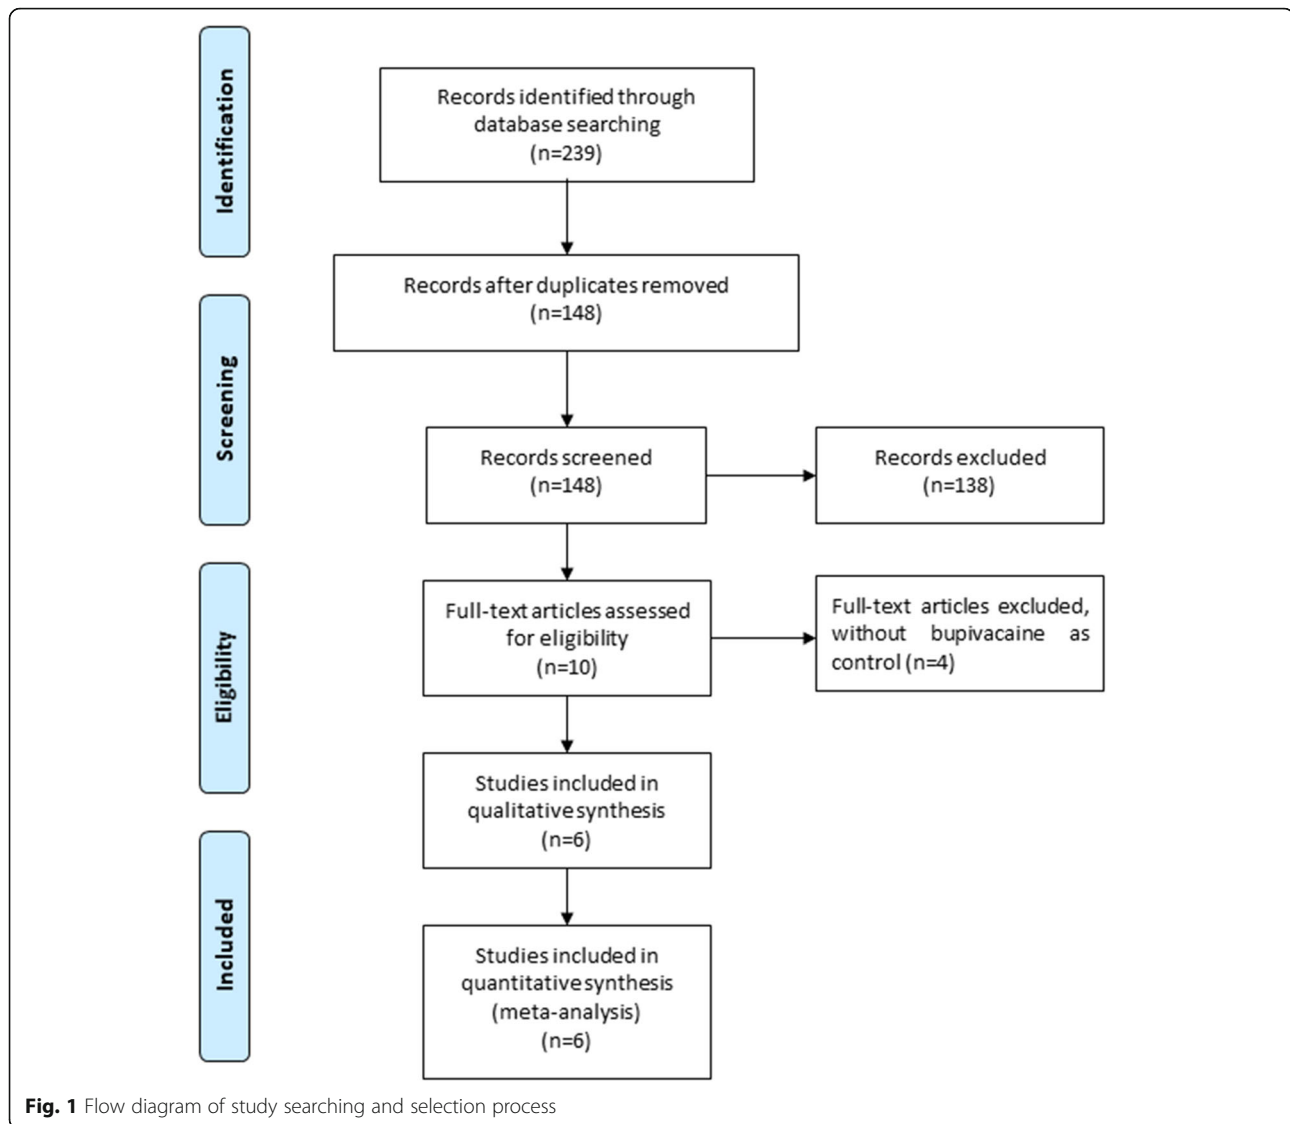 Identification
Records identified through
database searching
(n=239)
Records after duplicates removed
(n=148)
Screening
Records screened
(n=148)
Records excluded
(n=138)
Eligibility
Full-text articles assessed
for eligibility
(n=10)
Full-text articles excluded,
without bupivacaine as
control (n=4)
Studies included in
qualitative synthesis
(n=6)
Included
Studies included in
quantitative synthesis
(meta-analysis)
(n=6)
Fig. 1 Flow diagram of study searching and selection process